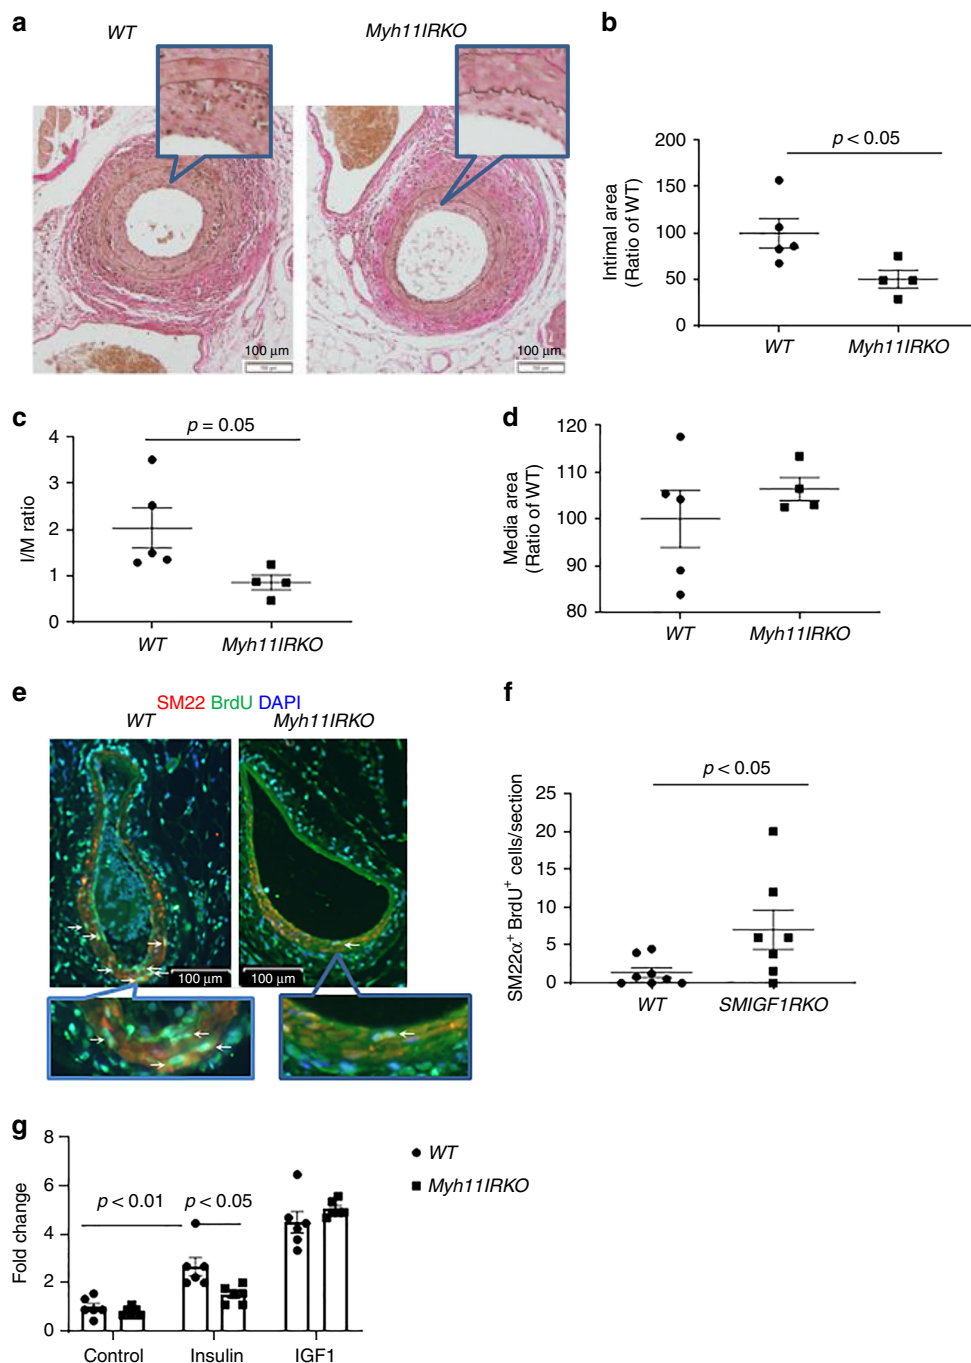 a
WT
Myh11IRKO
100 μm
100 μm
100 μm
b
200
150
100
50
0
Intimal area
(Ratio of WT)
p < 0.05
WT
Myh11IRKO
c
4
3
2
1
0
I/M ratio
p = 0.05
WT
Myh11IRKO
d
120
110
100
90
80
Media area
(Ratio of WT)
WT
Myh11IRKO
e
SM22 BrdU DAPI
WT
Myh11IRKO
100 μm
100 μm
f
25
20
15
10
5
0
SM22α⁺ BrdU⁺ cells/section
p < 0.05
WT
SMIGF1RKO
g
8
6
4
2
0
Fold change
p < 0.01
p < 0.05
WT
Myh11IRKO
Control
Insulin
IGF1